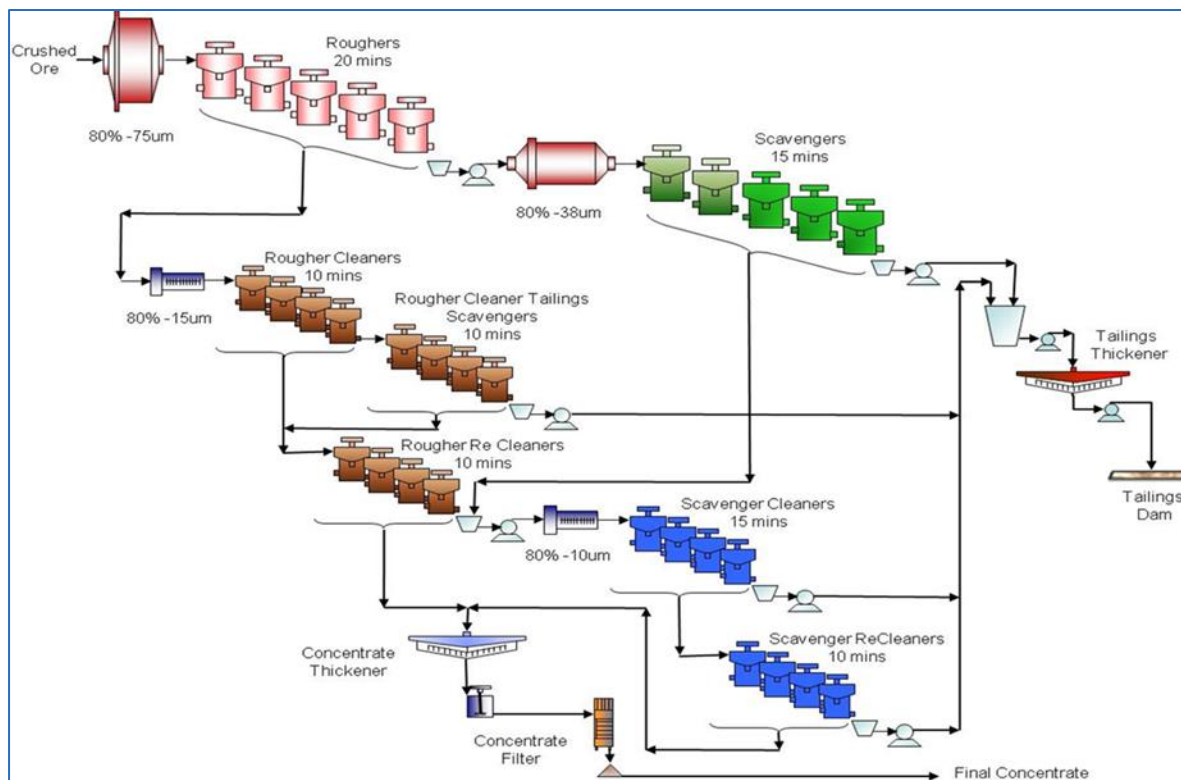 Crushed
Ore
Roughers
20 mins
80% -75um
Scavengers
15 mins
80% -38um
Rougher Cleaners
10 mins
80% -15um
Rougher Cleaner Tailings
Scavengers
10 mins
Tailings
Thickener
Rougher Re Cleaners
10 mins
Scavenger Cleaners
15 mins
80% -10um
Tailings
Dam
Concentrate
Thickener
Scavenger ReCleaners
10 mins
Concentrate
Filter
Final Concentrate